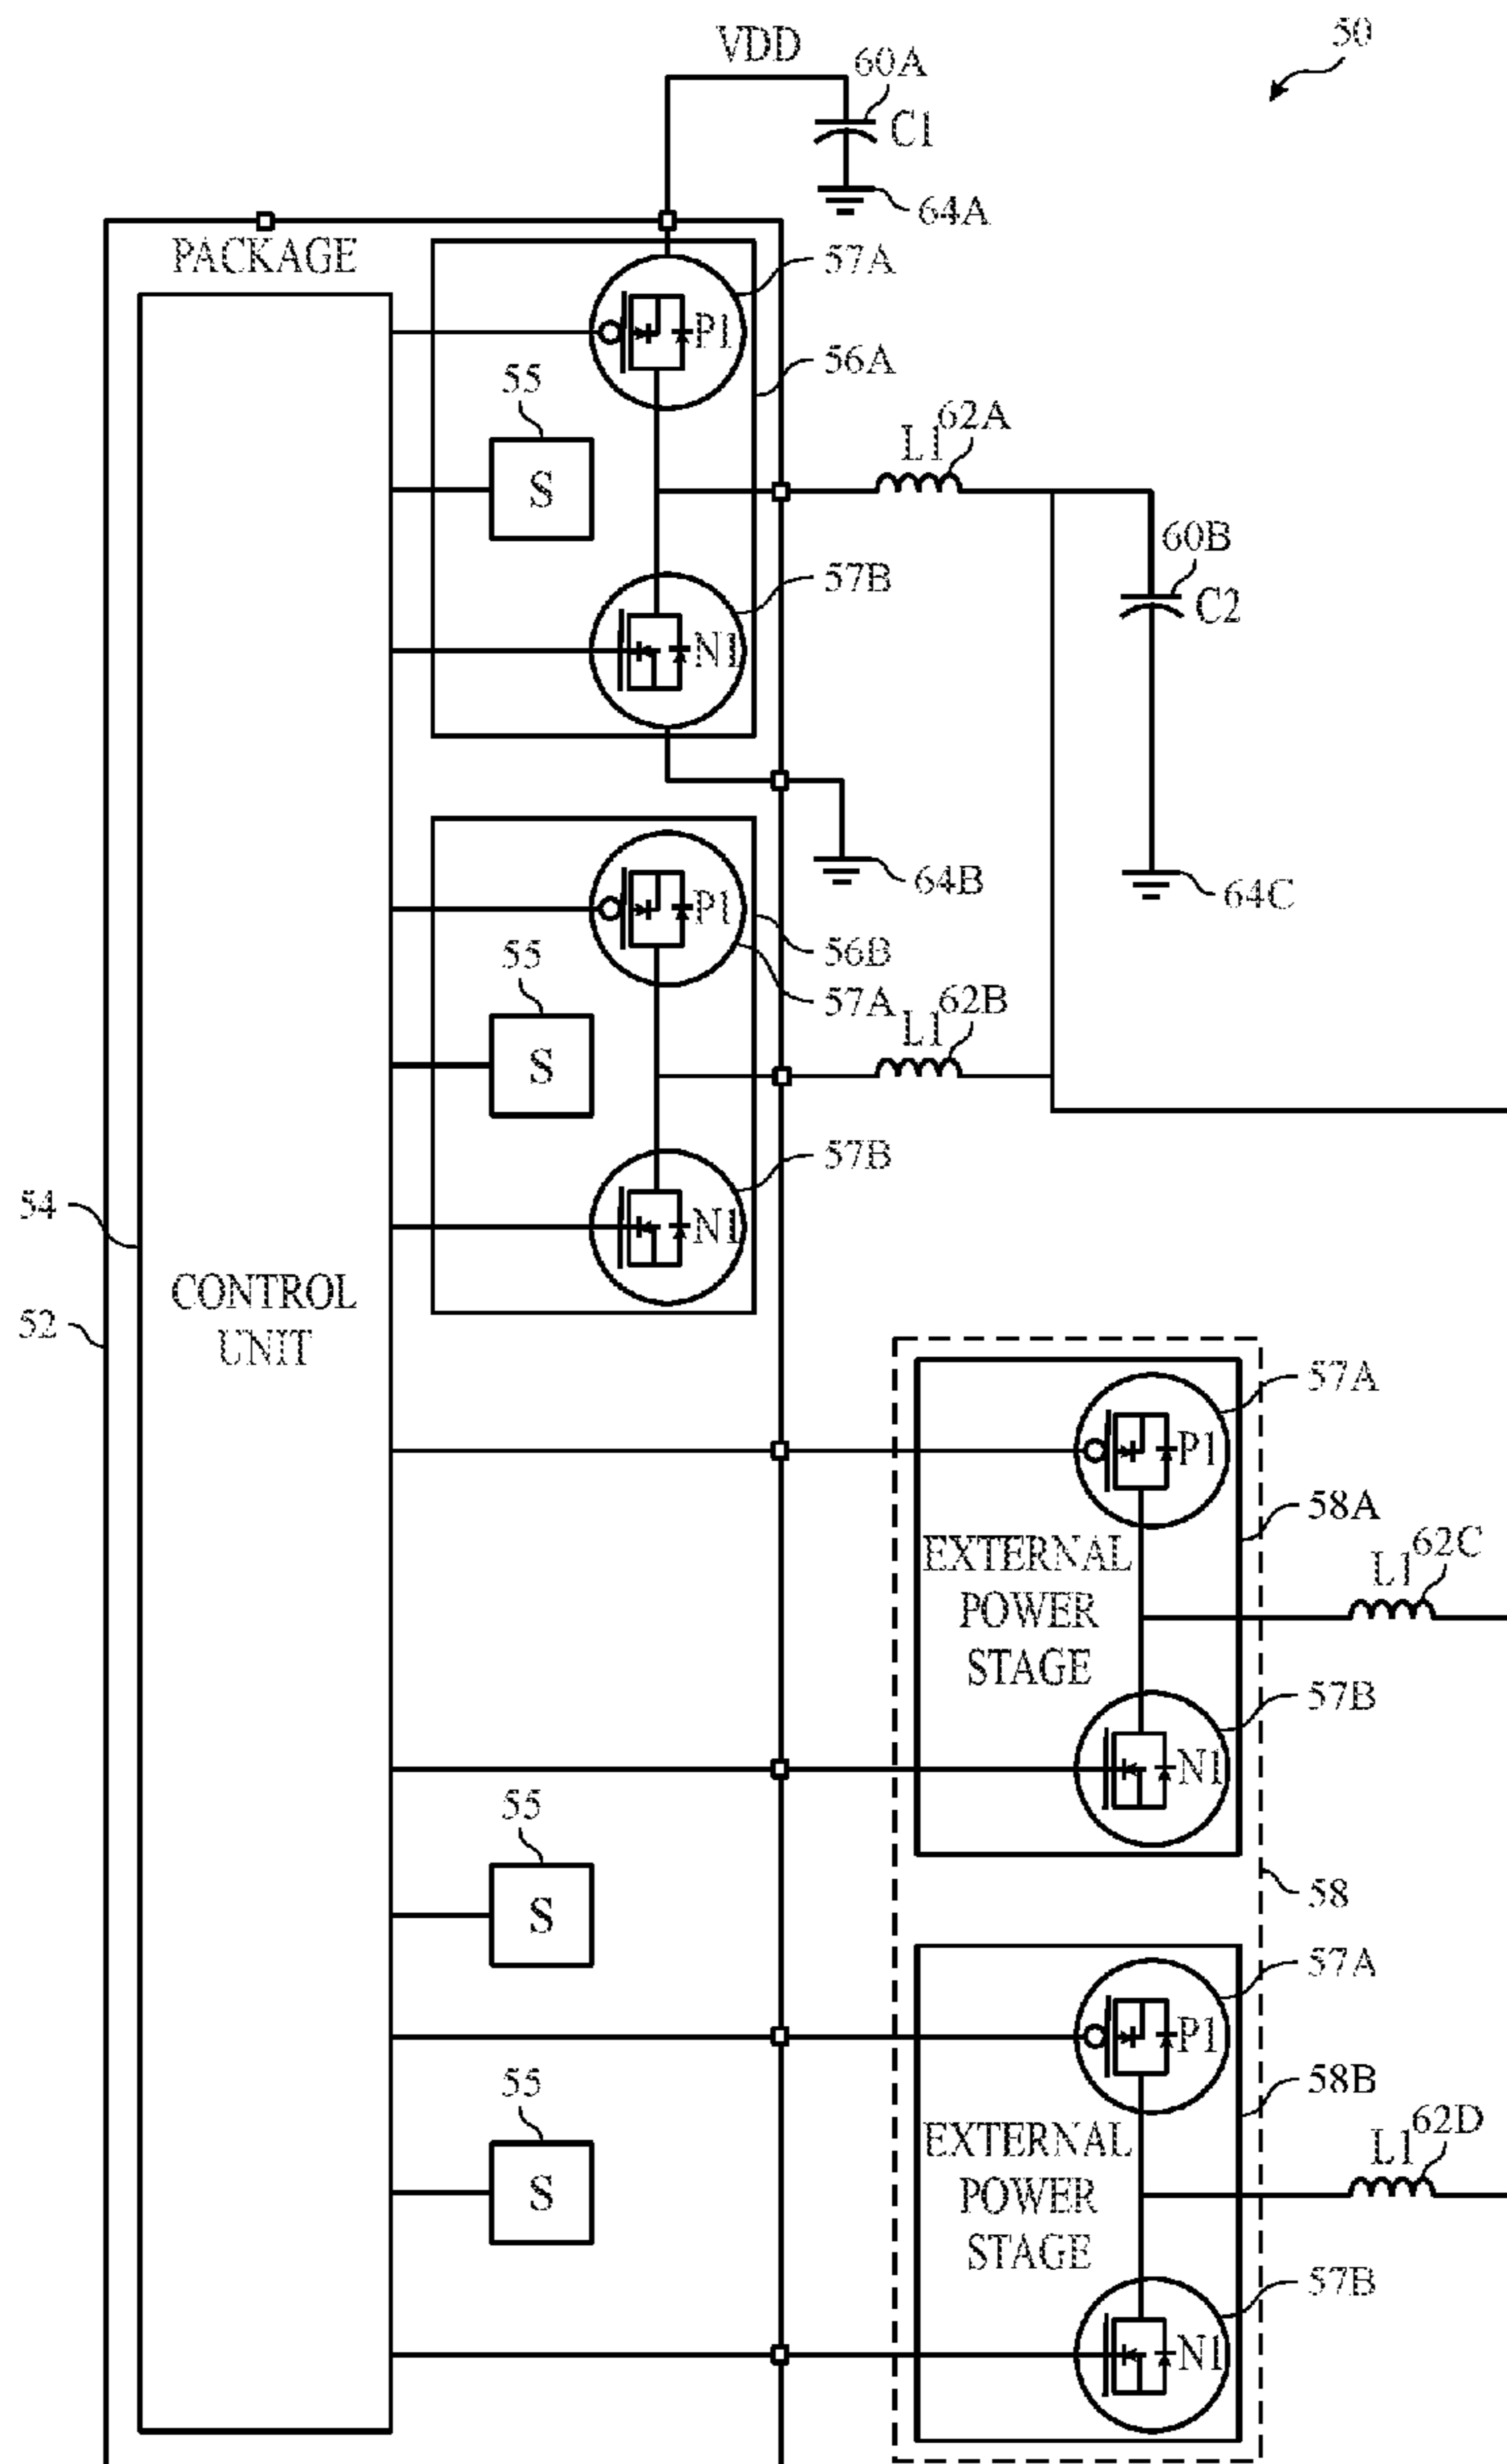 50
VDD
60A
C1
64A
PACKAGE
57A
P1
56A
55
S
L1
62A
60B
C2
57B
N1
64B
64C
P1
56B
57A
55
S
L1
62B
57B
N1
54
52
CONTROL
UNIT
57A
P1
58A
EXTERNAL
POWER
STAGE
L1
62C
57B
N1
55
S
58
57A
P1
58B
55
S
EXTERNAL
POWER
STAGE
L1
62D
57B
N1